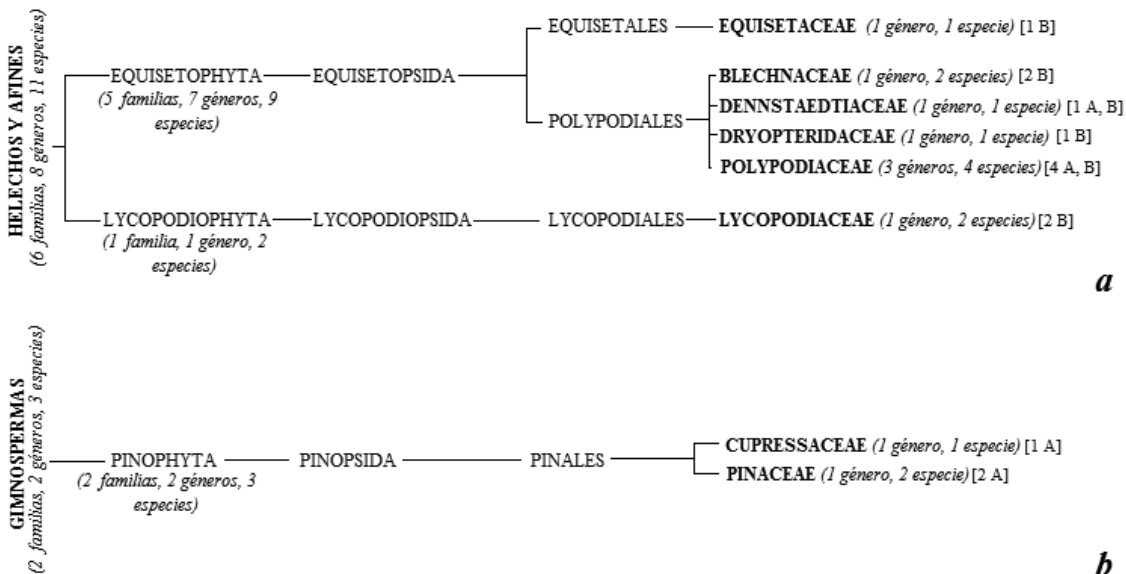 HELECHOS Y AFINES
(6 familias, 8 géneros, 11 especies)
EQUISETOPHYTA
(5 familias, 7 géneros, 9
especies)
EQUISETOPSIDA
EQUISETALES
EQUISETACEAE (1 género, 1 especie) [1 B]
POLYPODIALES
BLECHNACEAE (1 género, 2 especies) [2 B]
DENNSTAEDTIACEAE (1 género, 1 especie) [1 A, B]
DRYOPTERIDACEAE (1 género, 1 especie) [1 B]
POLYPODIACEAE (3 géneros, 4 especies) [4 A, B]
LYCOPODIOPHYTA
(1 familia, 1 género, 2
especies)
LYCOPODIOPSIDA
LYCOPODIALES
LYCOPODIACEAE (1 género, 2 especies) [2 B]
a
GIMNOSPERMAS
(2 familias, 2 géneros, 3 especies)
PINOPHYTA
(2 familias, 2 géneros, 3
especies)
PINOPSIDA
PINALES
CUPRESSACEAE (1 género, 1 especie) [1 A]
PINACEAE (1 género, 2 especie) [2 A]
b